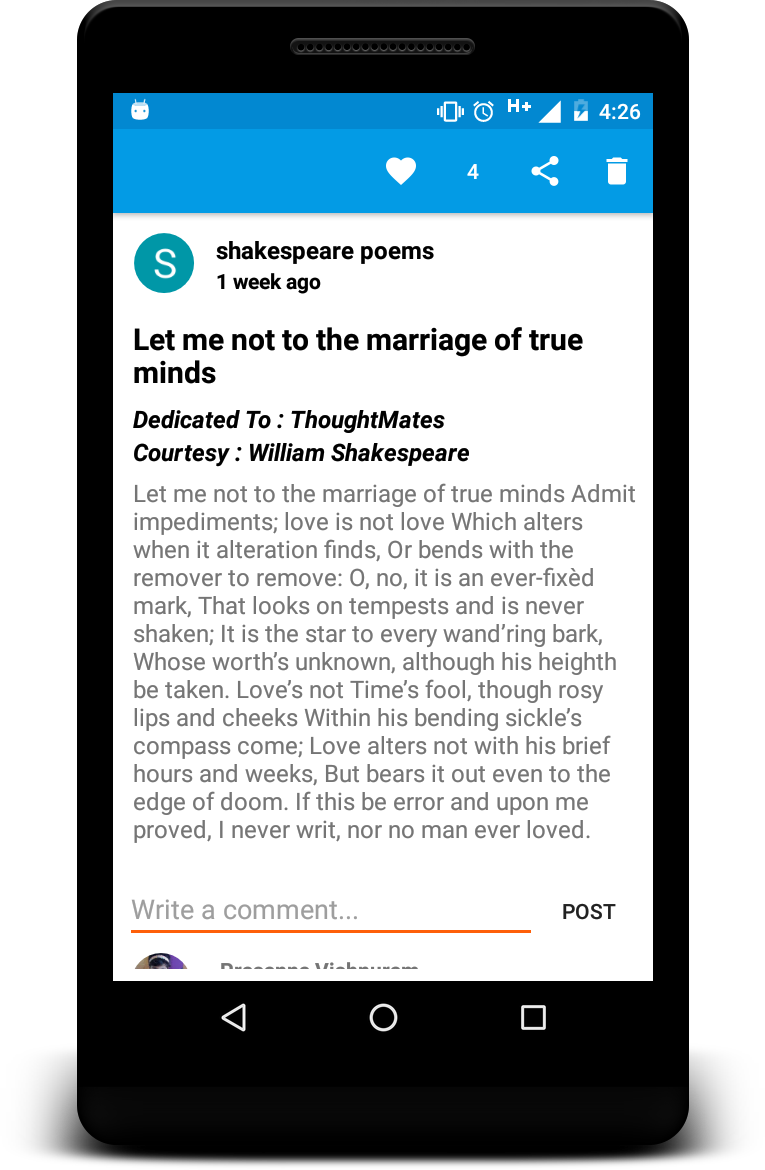 H+ 4:26
4
S
shakespeare poems
1 week ago
Let me not to the marriage of true
minds
Dedicated To : ThoughtMates
Courtesy : William Shakespeare
Let me not to the marriage of true minds Admit
impediments; love is not love Which alters
when it alteration finds, Or bends with the
remover to remove: O, no, it is an ever-fixèd
mark, That looks on tempests and is never
shaken; It is the star to every wand’ring bark,
Whose worth’s unknown, although his heighth
be taken. Love’s not Time’s fool, though rosy
lips and cheeks Within his bending sickle’s
compass come; Love alters not with his brief
hours and weeks, But bears it out even to the
edge of doom. If this be error and upon me
proved, I never writ, nor no man ever loved.
Write a comment...
POST